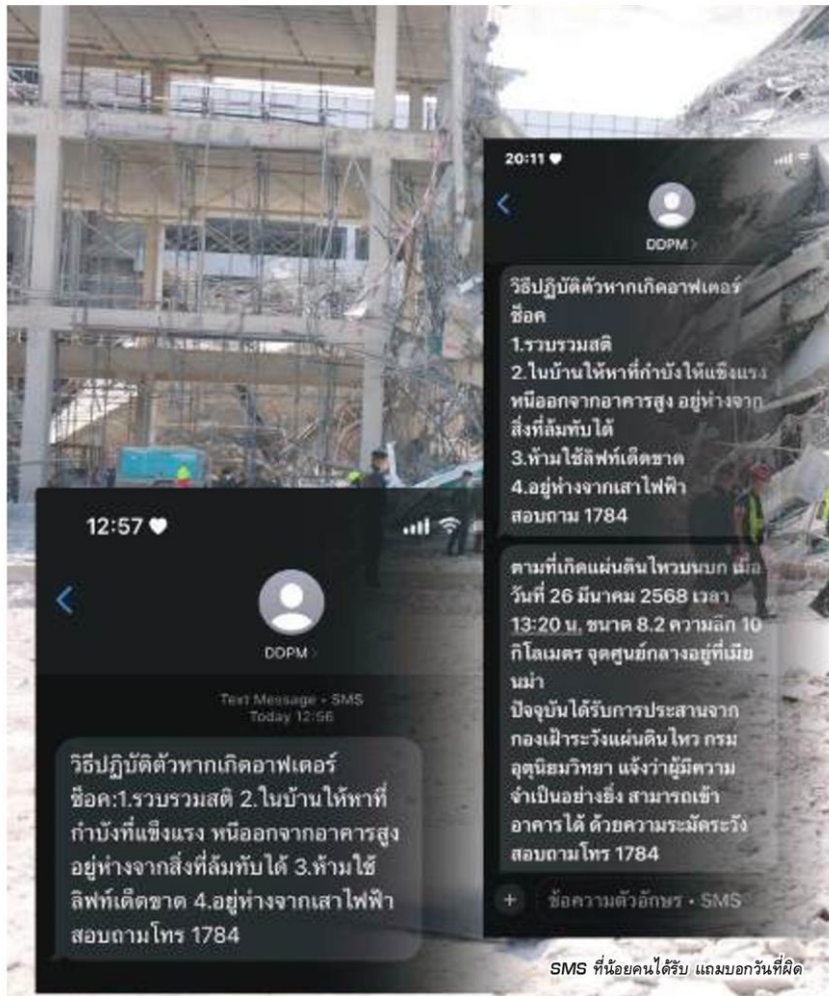 20:11
DDPM
วิธีปฏิบัติตัวหากเกิดอาฟเตอร์
ช็อค
1.รวบรวมสติ
2.ในบ้านให้หาที่กำบังให้แข็งแรง
หนีออกจากอาคารสูง อยู่ห่างจาก
สิ่งที่ล้มทับได้
3.ห้ามใช้ลิฟท์เด็ดขาด
4.อยู่ห่างจากเสาไฟฟ้า
สอบถาม 1784
ตามที่เกิดแผ่นดินไหวบนบก เมื่อ
วันที่ 26 มีนาคม 2568 เวลา
13:20 น. ขนาด 8.2 ความลึก 10
กิโลเมตร จุดศูนย์กลางอยู่ที่เมีย
นม่า
ปัจจุบันได้รับการประสานจาก
กองเฝ้าระวังแผ่นดินไหว กรม
อุตุนิยมวิทยา แจ้งว่าผู้มีความ
จำเป็นอย่างยิ่ง สามารถเข้า
อาคารได้ ด้วยความระมัดระวัง
สอบถามโทร 1784
+ ข้อความตัวอักษร • SMS
12:57
DDPM
Text Message • SMS
Today 12:56
วิธีปฏิบัติตัวหากเกิดอาฟเตอร์
ช็อค:1.รวบรวมสติ 2.ในบ้านให้หาที่
กำบังที่แข็งแรง หนีออกจากอาคารสูง
อยู่ห่างจากสิ่งที่ล้มทับได้ 3.ห้ามใช้
ลิฟท์เด็ดขาด 4.อยู่ห่างจากเสาไฟฟ้า
สอบถามโทร 1784
SMS ที่น้อยคนได้รับ แถมบอกวันที่ผิด